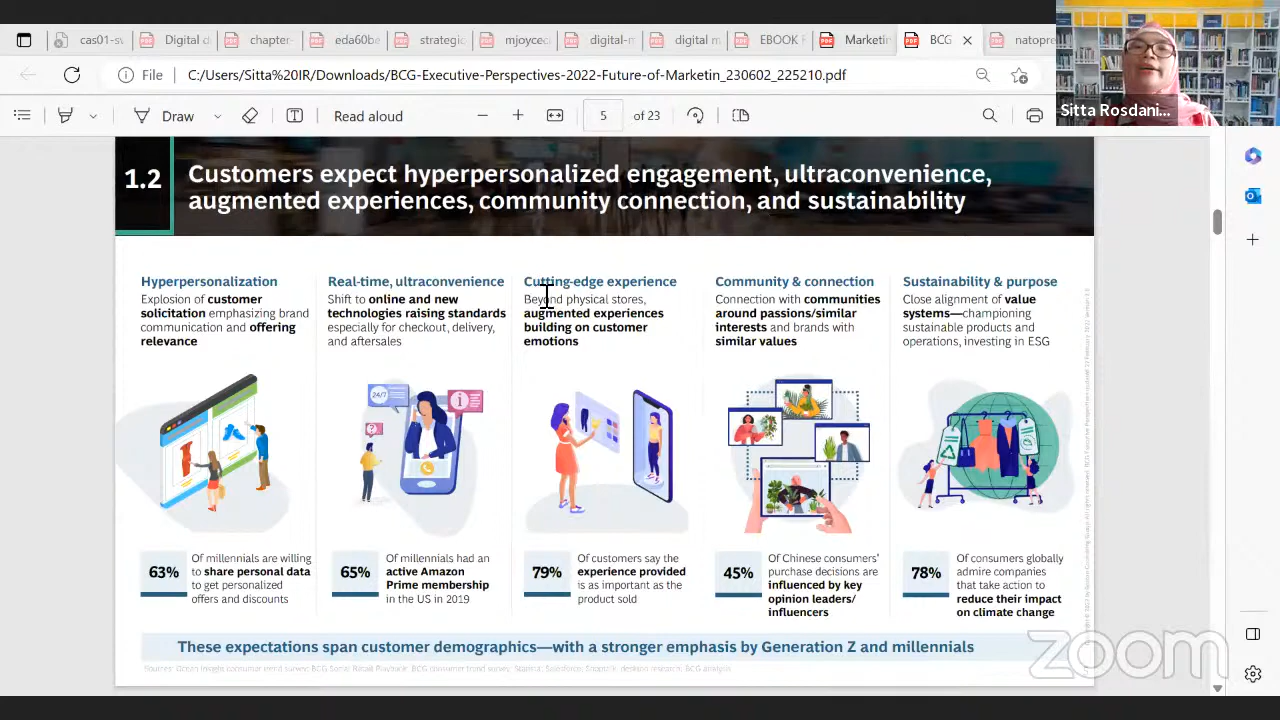 cas01-sv
Digital d
chapter-
eda60be
strategic
mjoycec
digital-m
digital m
EBOOK
Marketin
BCG
natopre
File
C:/Users/Sitta%20IR/Downloads/BCG-Executive-Perspectives-2022-Future-of-Marketin_230602_225210.pdf
Draw
Read aloud
5
of 23
Sitta Rosdani...
1.2
Customers expect hyperpersonalized engagement, ultraconvenience,
augmented experiences, community connection, and sustainability
Hyperpersonalization
Explosion of customer
solicitation emphasizing brand
communication and offering
relevance
Real-time, ultraconvenience
Shift to online and new
technologies raising standards
especially for checkout, delivery,
and aftersales
Cutting-edge experience
Beyond physical stores,
augmented experiences
building on customer
emotions
Community & connection
Connection with communities
around passions/similar
interests and brands with
similar values
Sustainability & purpose
Close alignment of value
systems—championing
sustainable products and
operations, investing in ESG
24/7
63%
Of millennials are willing
to share personal data
to get personalized
offers and discounts
65%
Of millennials had an
active Amazon
Prime membership
in the US in 2019
79%
Of customers say the
experience provided
is as important as the
product sold
45%
Of Chinese consumers'
purchase decisions are
influenced by key
opinion leaders/
influencers
78%
Of consumers globally
admire companies
that take action to
reduce their impact
on climate change
These expectations span customer demographics—with a stronger emphasis by Generation Z and millennials
zoom